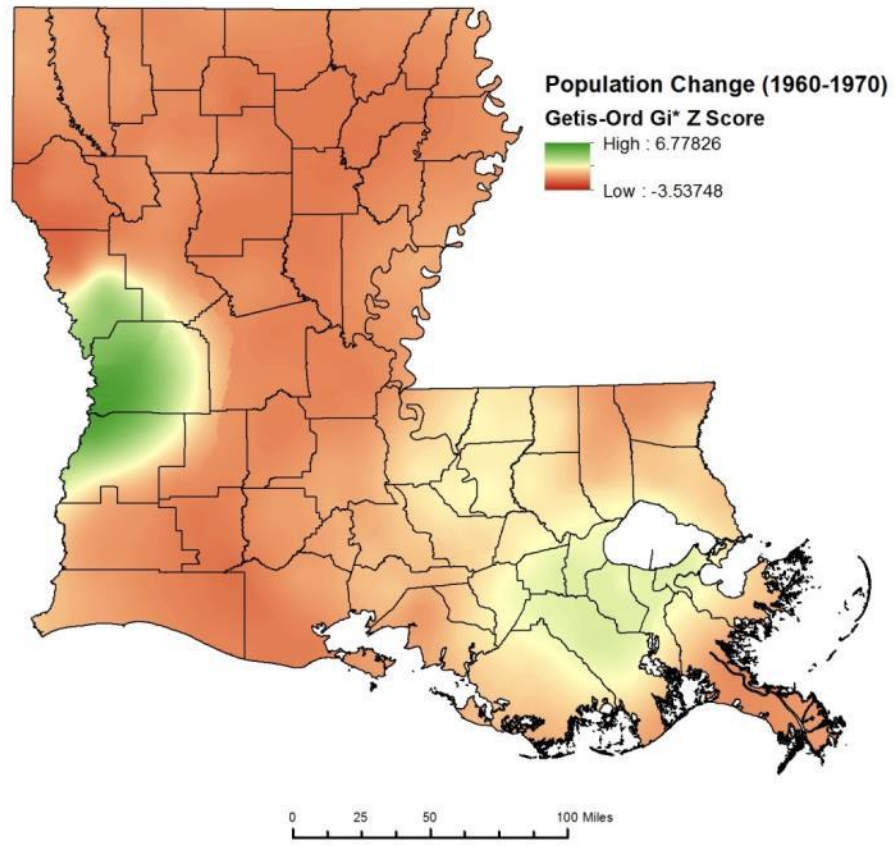 Population Change (1960-1970)
Getis-Ord Gi* Z Score
High : 6.77826
Low : -3.53748
0 25 50 100 Miles